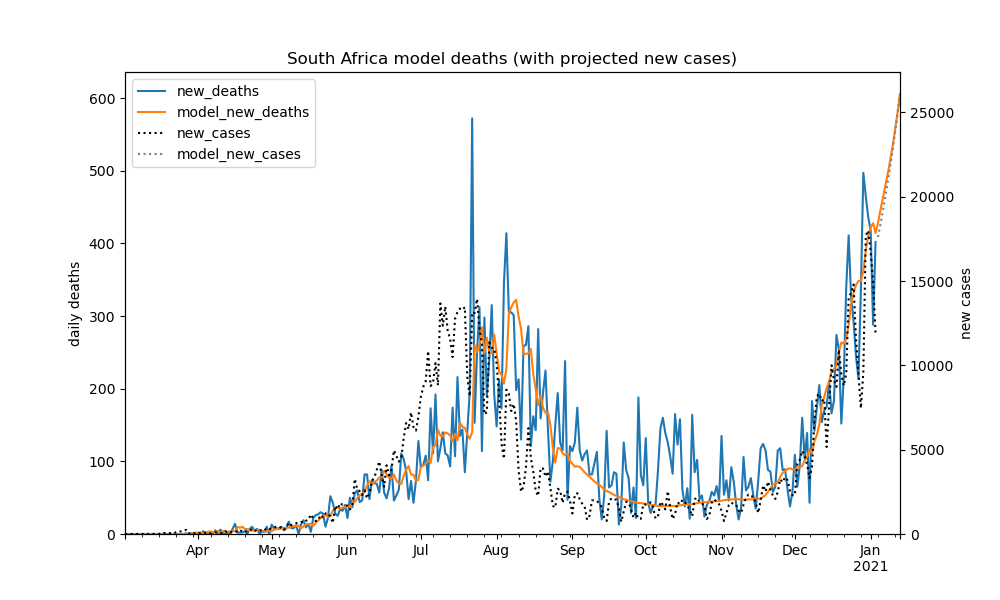 South Africa model deaths (with projected new cases)
new_deaths
model_new_deaths
new_cases
model_new_cases
600
500
400
300
200
100
0
daily deaths
25000
20000
15000
10000
5000
0
new cases
Apr May Jun Jul Aug Sep Oct Nov Dec Jan
2021